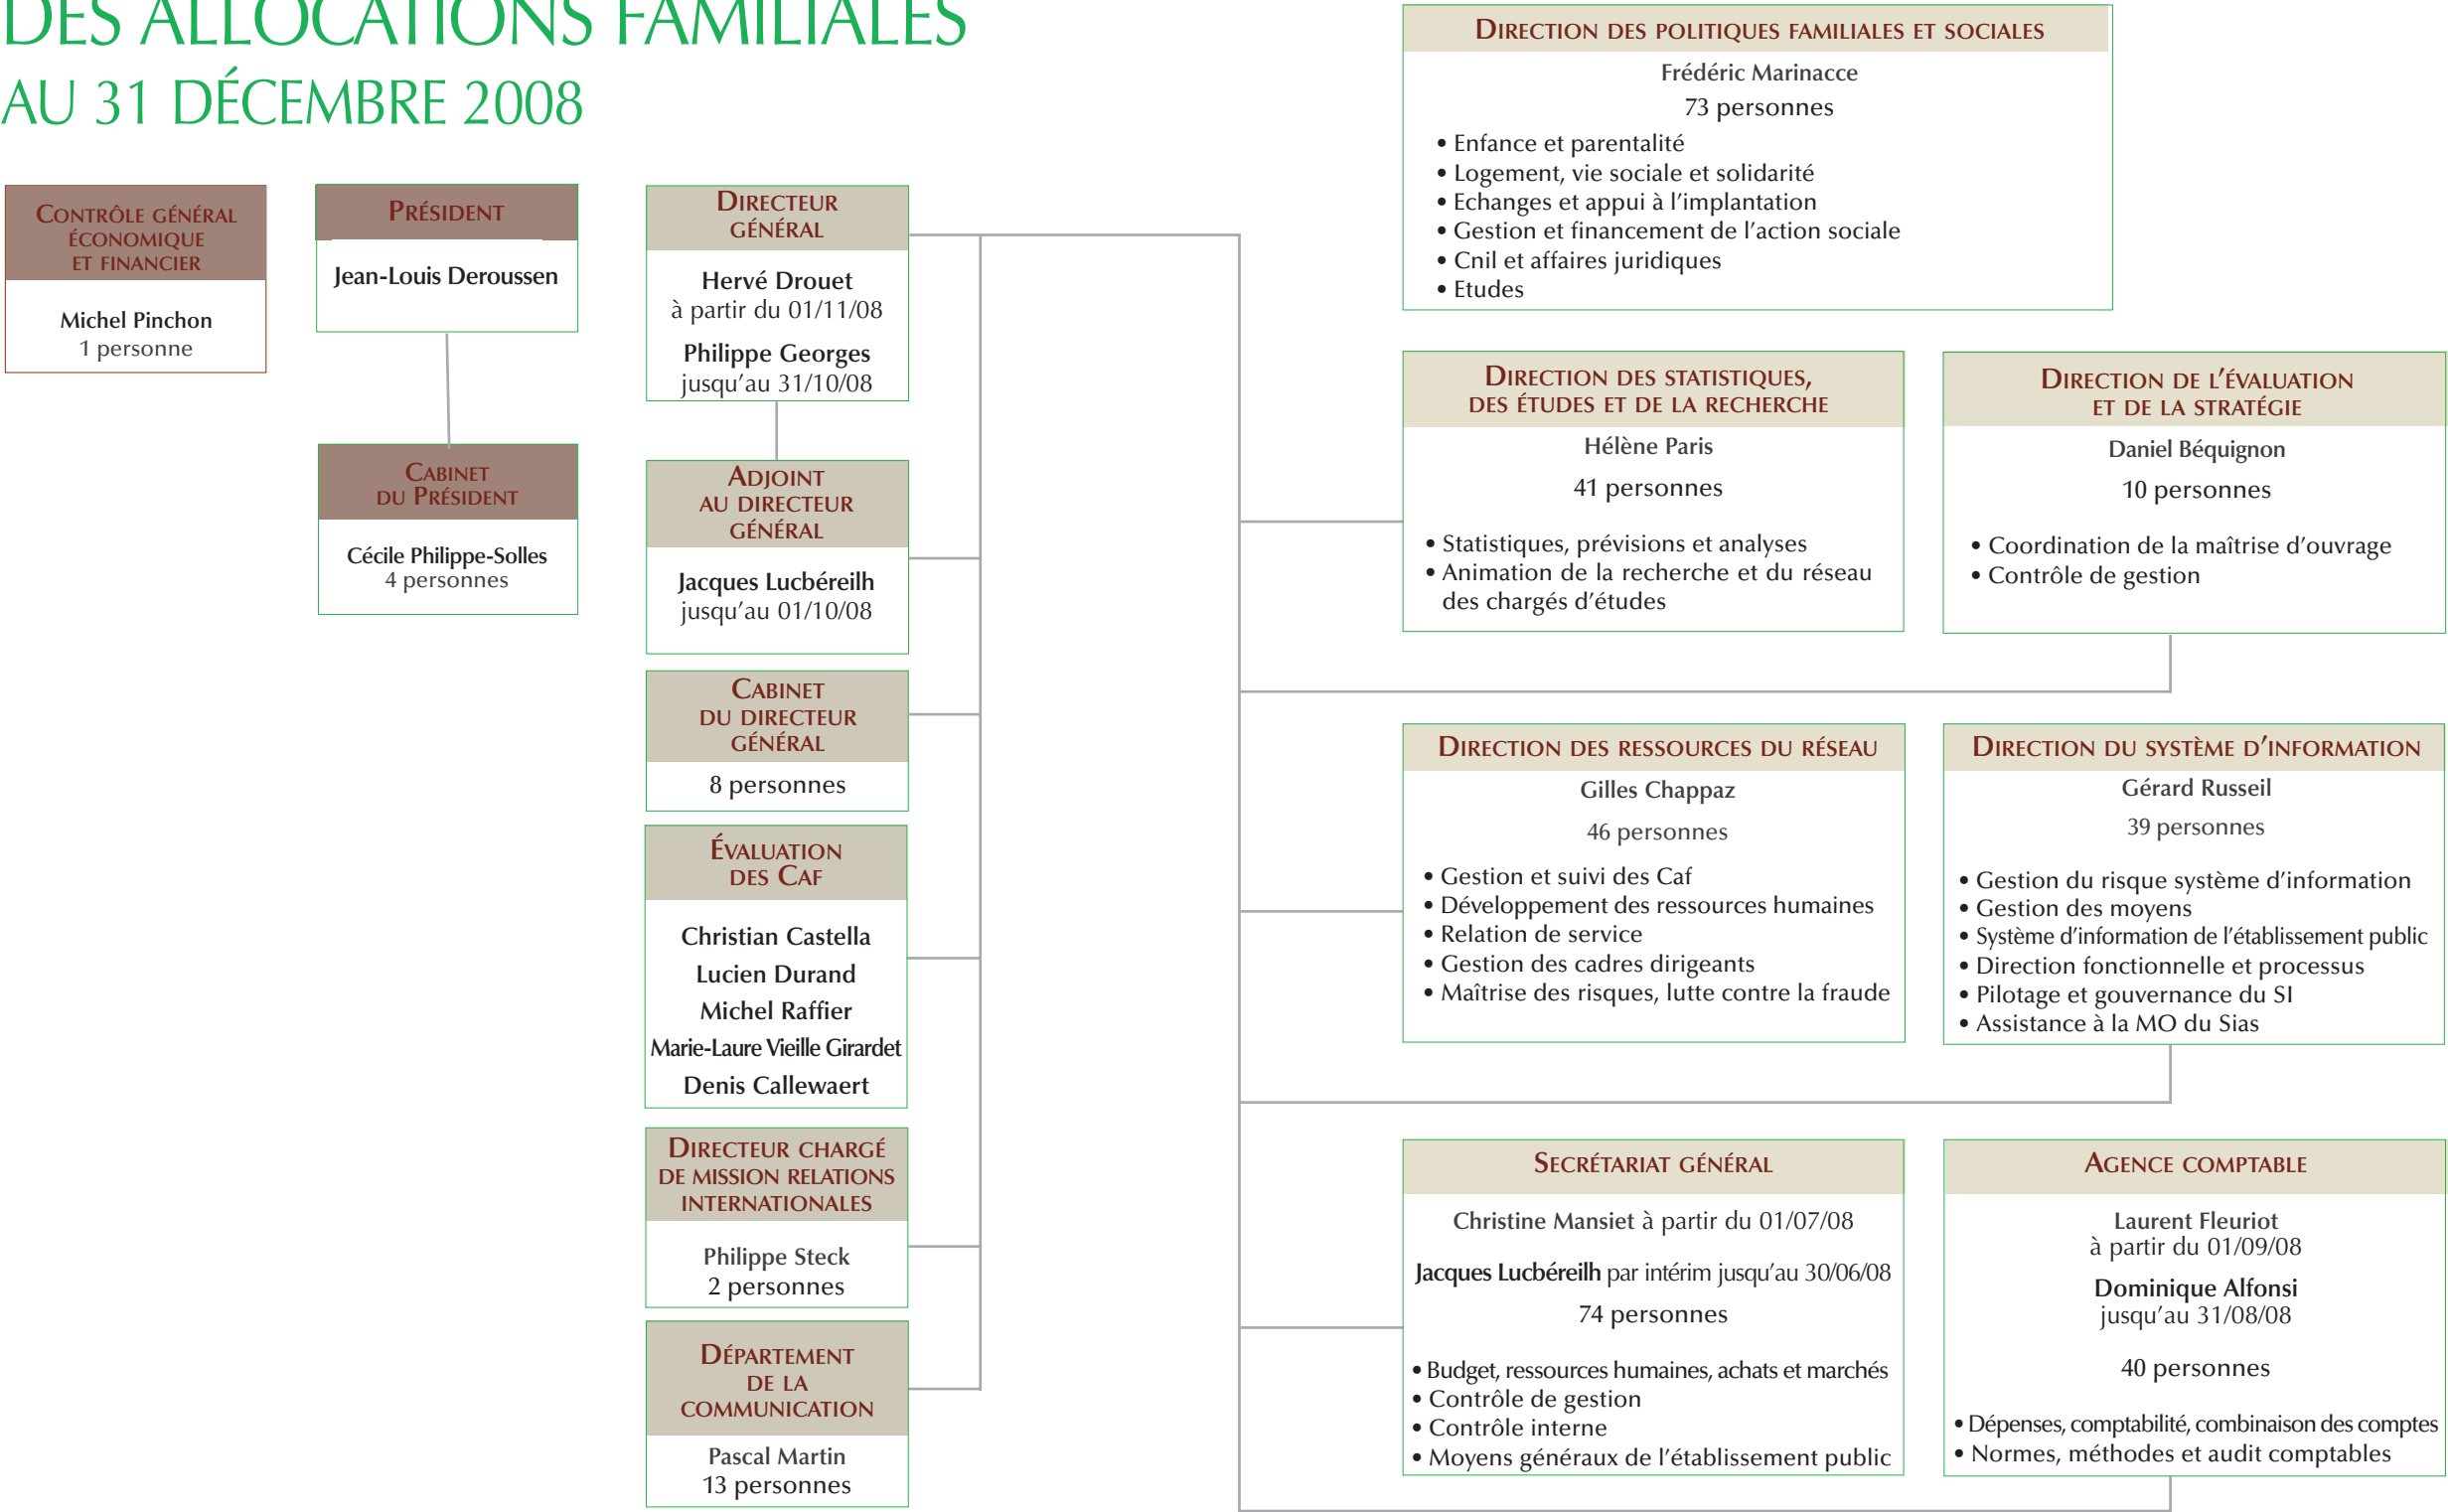 DES ALLOCATIONS FAMILIALES
AU 31 DÉCEMBRE 2008
CONTRÔLE GÉNÉRAL
ÉCONOMIQUE
ET FINANCIER
Michel Pinchon
1 personne
PRÉSIDENT
Jean-Louis Deroussen
CABINET
DU PRÉSIDENT
Cécile Philippe-Solles
4 personnes
DIRECTEUR
GÉNÉRAL
Hervé Drouet
à partir du 01/11/08
Philippe Georges
jusqu'au 31/10/08
ADJOINT
AU DIRECTEUR
GÉNÉRAL
Jacques Lucbéreilh
jusqu'au 01/10/08
CABINET
DU DIRECTEUR
GÉNÉRAL
8 personnes
ÉVALUATION
DES CAF
Christian Castella
Lucien Durand
Michel Raffier
Marie-Laure Vieille Girardet
Denis Callewaert
DIRECTEUR CHARGÉ
DE MISSION RELATIONS
INTERNATIONALES
Philippe Steck
2 personnes
DÉPARTEMENT
DE LA
COMMUNICATION
Pascal Martin
13 personnes
DIRECTION DES POLITIQUES FAMILIALES ET SOCIALES
Frédéric Marinacce
73 personnes
• Enfance et parentalité
• Logement, vie sociale et solidarité
• Echanges et appui à l'implantation
• Gestion et financement de l'action sociale
• Cnil et affaires juridiques
• Etudes
DIRECTION DES STATISTIQUES,
DES ÉTUDES ET DE LA RECHERCHE
Hélène Paris
41 personnes
• Statistiques, prévisions et analyses
• Animation de la recherche et du réseau
des chargés d'études
DIRECTION DE L'ÉVALUATION
ET DE LA STRATÉGIE
Daniel Béquignon
10 personnes
• Coordination de la maîtrise d'ouvrage
• Contrôle de gestion
DIRECTION DES RESSOURCES DU RÉSEAU
Gilles Chappaz
46 personnes
• Gestion et suivi des Caf
• Développement des ressources humaines
• Relation de service
• Gestion des cadres dirigeants
• Maîtrise des risques, lutte contre la fraude
DIRECTION DU SYSTÈME D'INFORMATION
Gérard Russeil
39 personnes
• Gestion du risque système d'information
• Gestion des moyens
• Système d'information de l'établissement public
• Direction fonctionnelle et processus
• Pilotage et gouvernance du SI
• Assistance à la MO du Sias
SECRÉTARIAT GÉNÉRAL
Christine Mansiet à partir du 01/07/08
Jacques Lucbéreilh par intérim jusqu'au 30/06/08
74 personnes
• Budget, ressources humaines, achats et marchés
• Contrôle de gestion
• Contrôle interne
• Moyens généraux de l'établissement public
AGENCE COMPTABLE
Laurent Fleuriot
à partir du 01/09/08
Dominique Alfonsi
jusqu'au 31/08/08
40 personnes
• Dépenses, comptabilité, combinaison des comptes
• Normes, méthodes et audit comptables